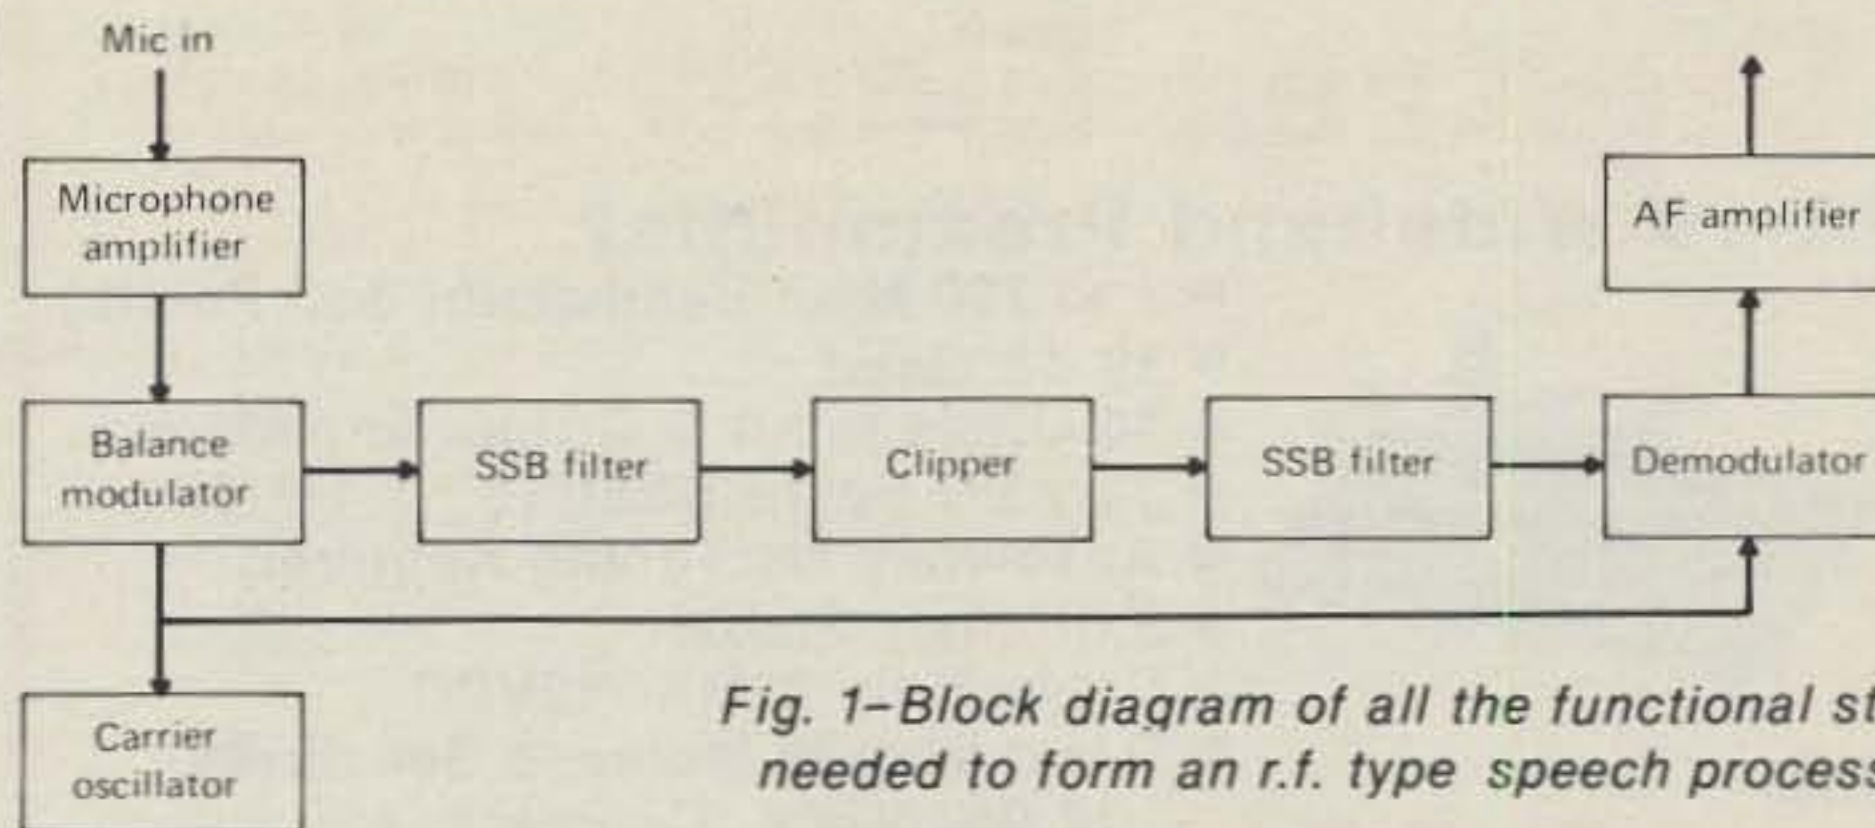 Mic in
Microphone
amplifier
AF amplifier
Balance
modulator
SSB filter
Clipper
SSB filter
Demodulator
Carrier
oscillator
Fig. 1–Block diagram of all the functional st
needed to form an r.f. type speech process